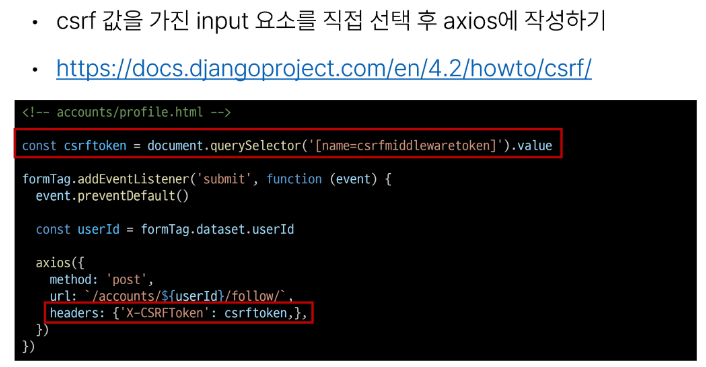 • csrf 값을 가진 input 요소를 직접 선택 후 axios에 작성하기
• https://docs.djangoproject.com/en/4.2/howto/csrf/
<!-- accounts/profile.html -->
const csrftoken = document.querySelector('[name=csrfmiddlewaretoken]').value
formTag.addEventListener('submit', function (event) {
event.preventDefault()
const userId = formTag.dataset.userId
axios({
method: 'post',
url: `/accounts/${userId}/follow/`,
headers: {'X-CSRFToken': csrftoken,},
})
})